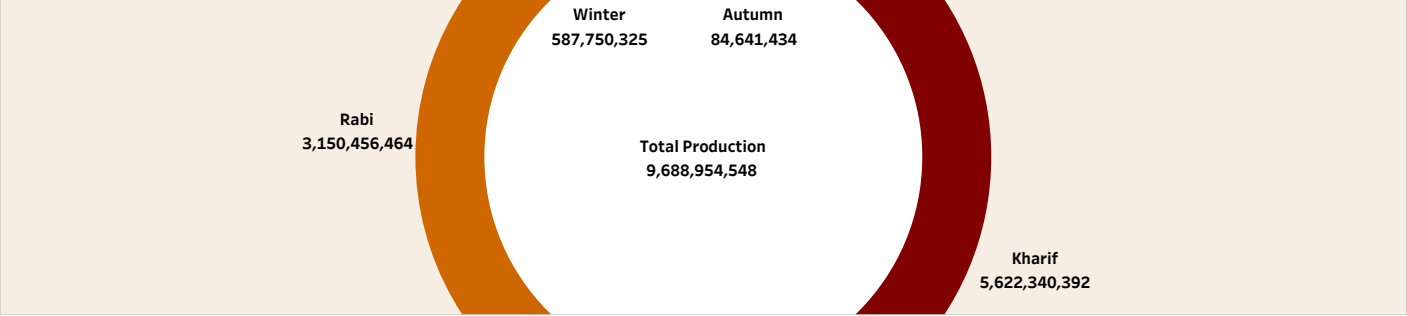 Winter
587,750,325
Autumn
84,641,434
Rabi
3,150,456,464
Total Production
9,688,954,548
Kharif
5,622,340,392